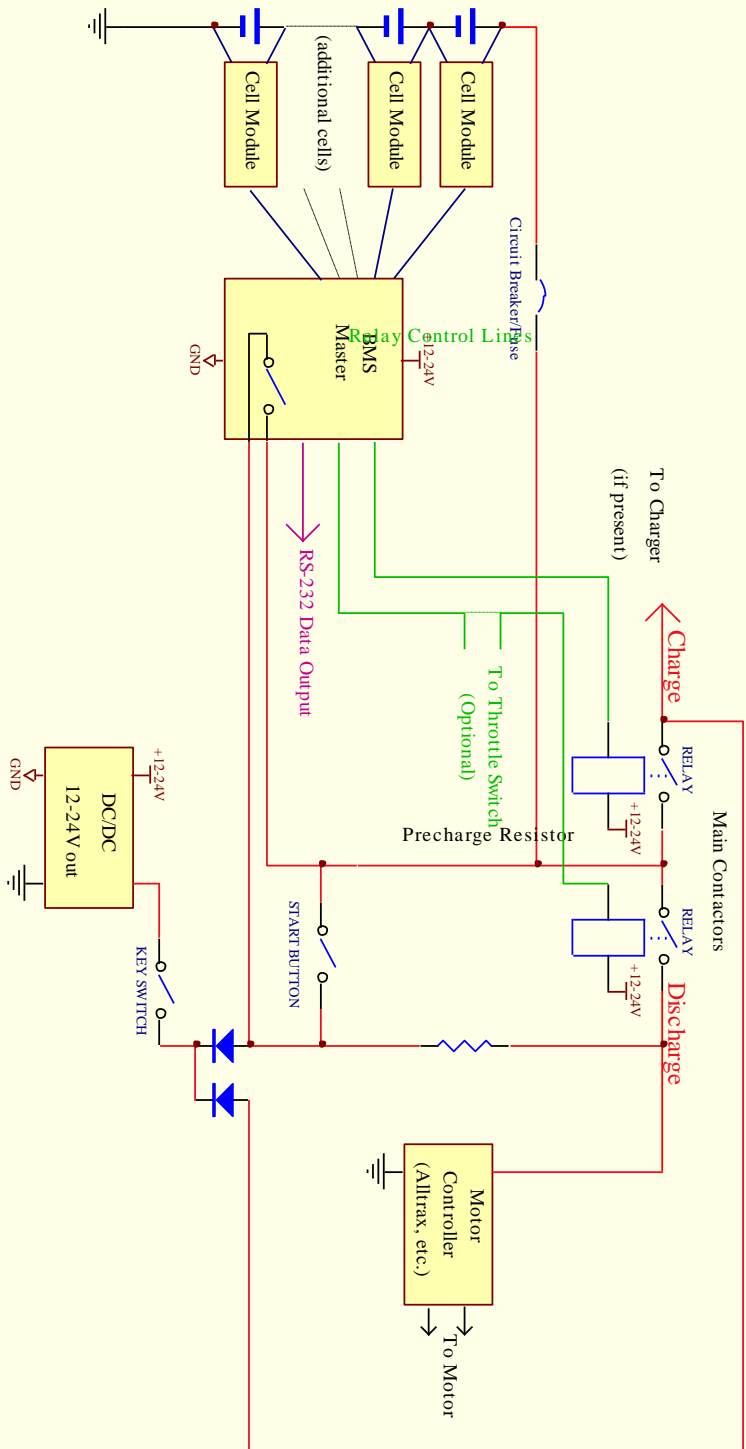 Cell Module
(additional cells)
Cell Module
Cell Module
Circuit Breaker/Fuse
BMS
Master
GND
+12-24V
Relay Control Lines
To Charger
(if present)
RS-232 Data Output
Charge
To Throttle Switch
(Optional)
RELAY
+12-24V
Main Contactors
Precharge Resistor
+12-24V
GND
DC/DC
12-24V out
START BUTTON
KEY SWITCH
RELAY
+12-24V
Discharge
Motor
Controller
(Alltrax, etc.)
To Motor